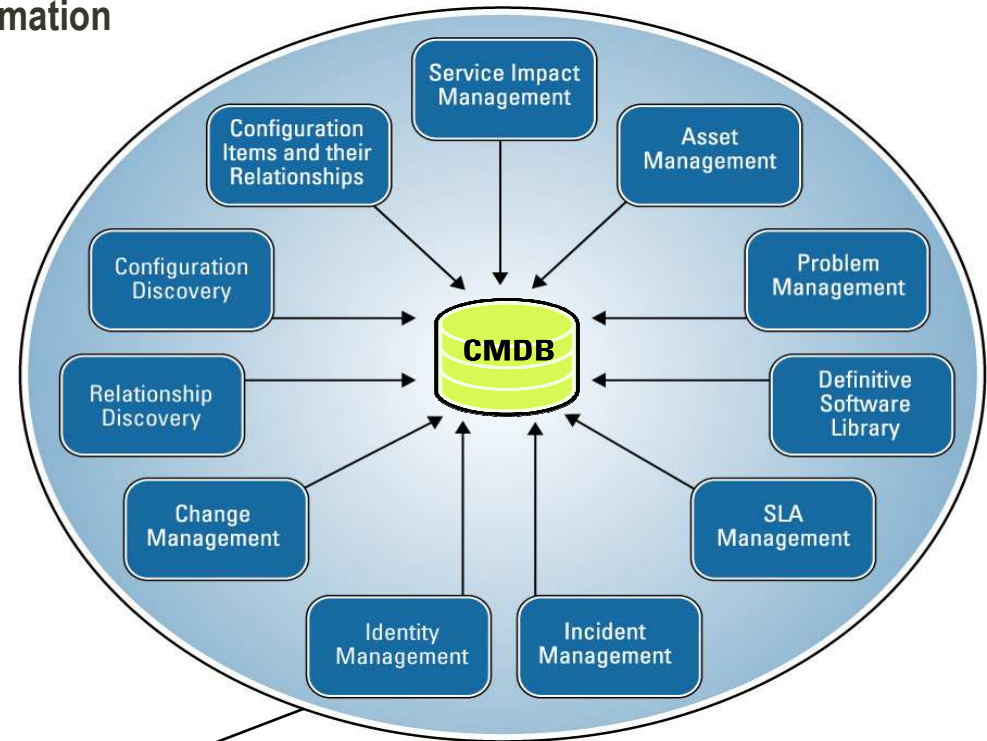 mation
Service Impact
Management
Configuration
Items and their
Relationships
Asset
Management
Configuration
Discovery
Problem
Management
CMDB
Relationship
Discovery
Definitive
Software
Library
Change
Management
SLA
Management
Identity
Management
Incident
Management